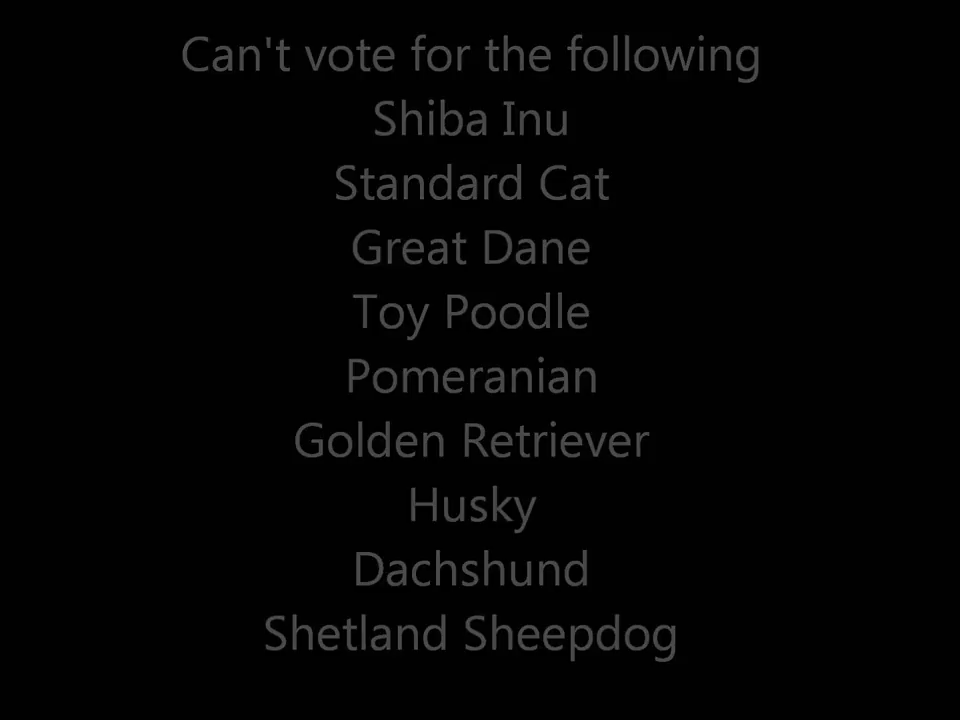 Can't vote for the following
Shiba Inu
Standard Cat
Great Dane
Toy Poodle
Pomeranian
Golden Retriever
Husky
Dachshund
Shetland Sheepdog